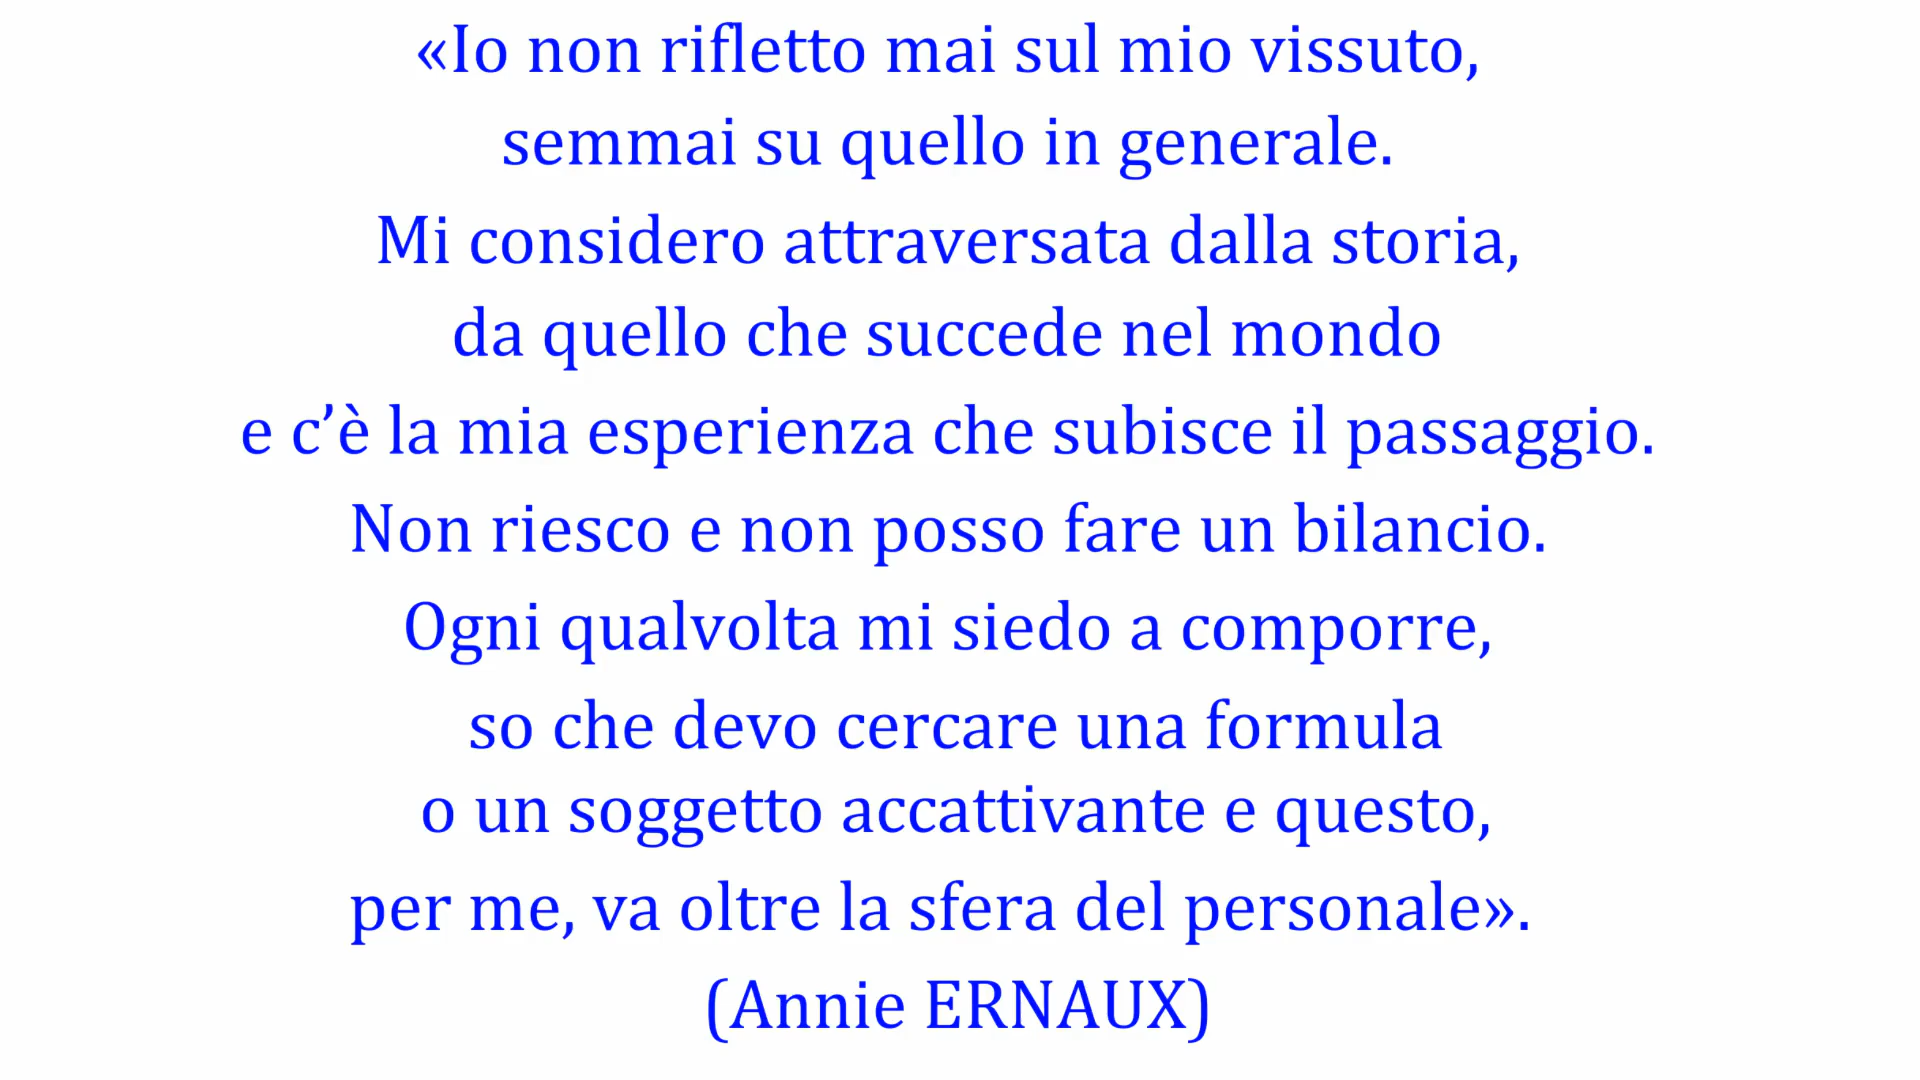 «Io non rifletto mai sul mio vissuto,
semmai su quello in generale.
Mi considero attraversata dalla storia,
da quello che succede nel mondo
e c’è la mia esperienza che subisce il passaggio.
Non riesco e non posso fare un bilancio.
Ogni qualvolta mi siedo a comporre,
so che devo cercare una formula
o un soggetto accattivante e questo,
per me, va oltre la sfera del personale».
(Annie ERNAUX)